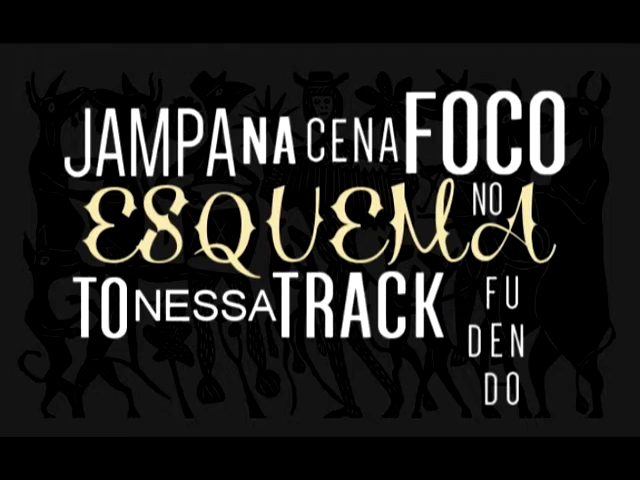 JAMPA NA CENA FOCO
NO
ESQUEMA
TO NESSA TRACK
FU
DEN
DO